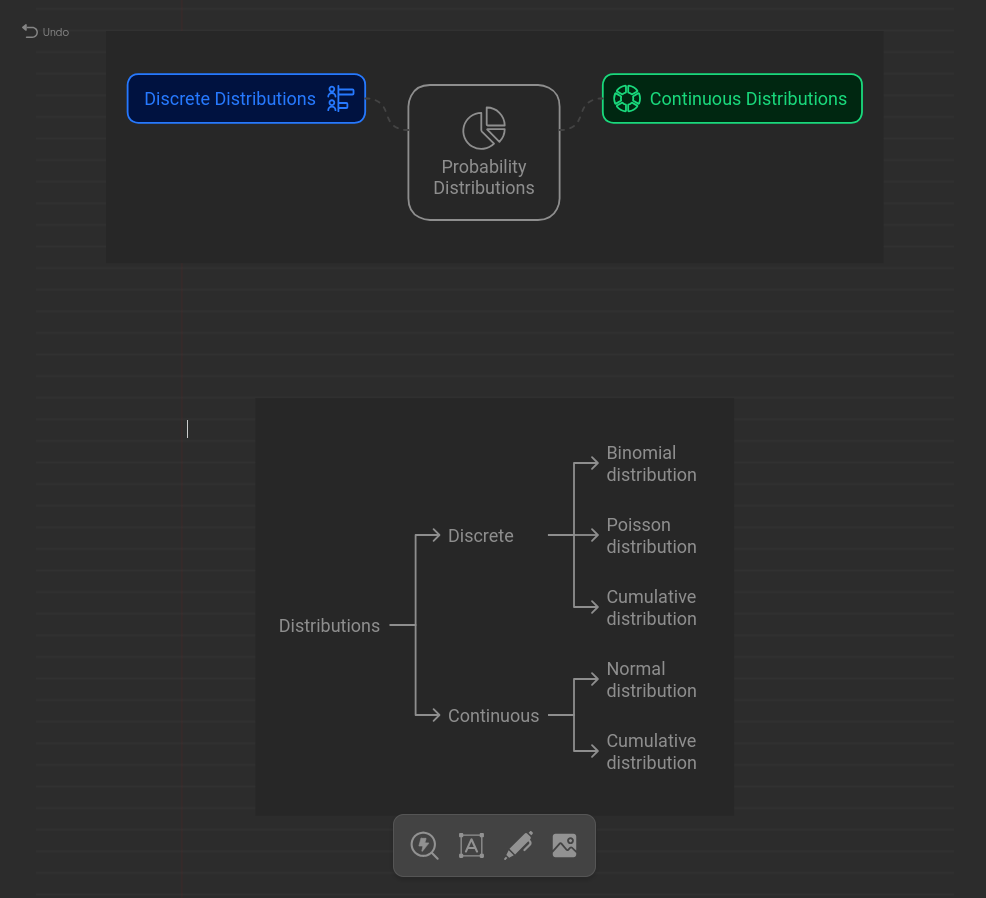 Undo
Discrete Distributions
Continuous Distributions
Probability
Distributions
Binomial
distribution
Poisson
distribution
Discrete
Cumulative
distribution
Distributions
Normal
distribution
Continuous
Cumulative
distribution
A